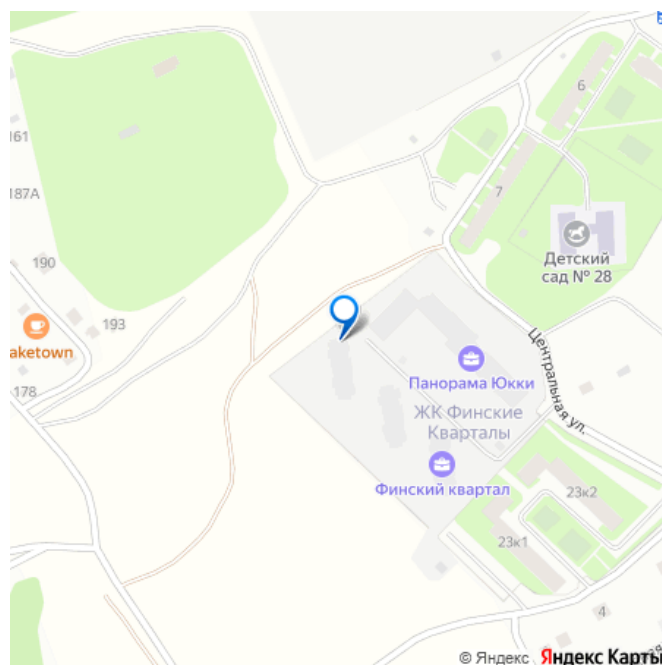 6
161
7
187А
Детский
сад № 28
190
193
aketown
Центральная ул.
178
Панорама Юкки
ЖК Финские
Кварталы
Финский квартал
23к2
23к1
4
© Яндекс Яндекс Карты